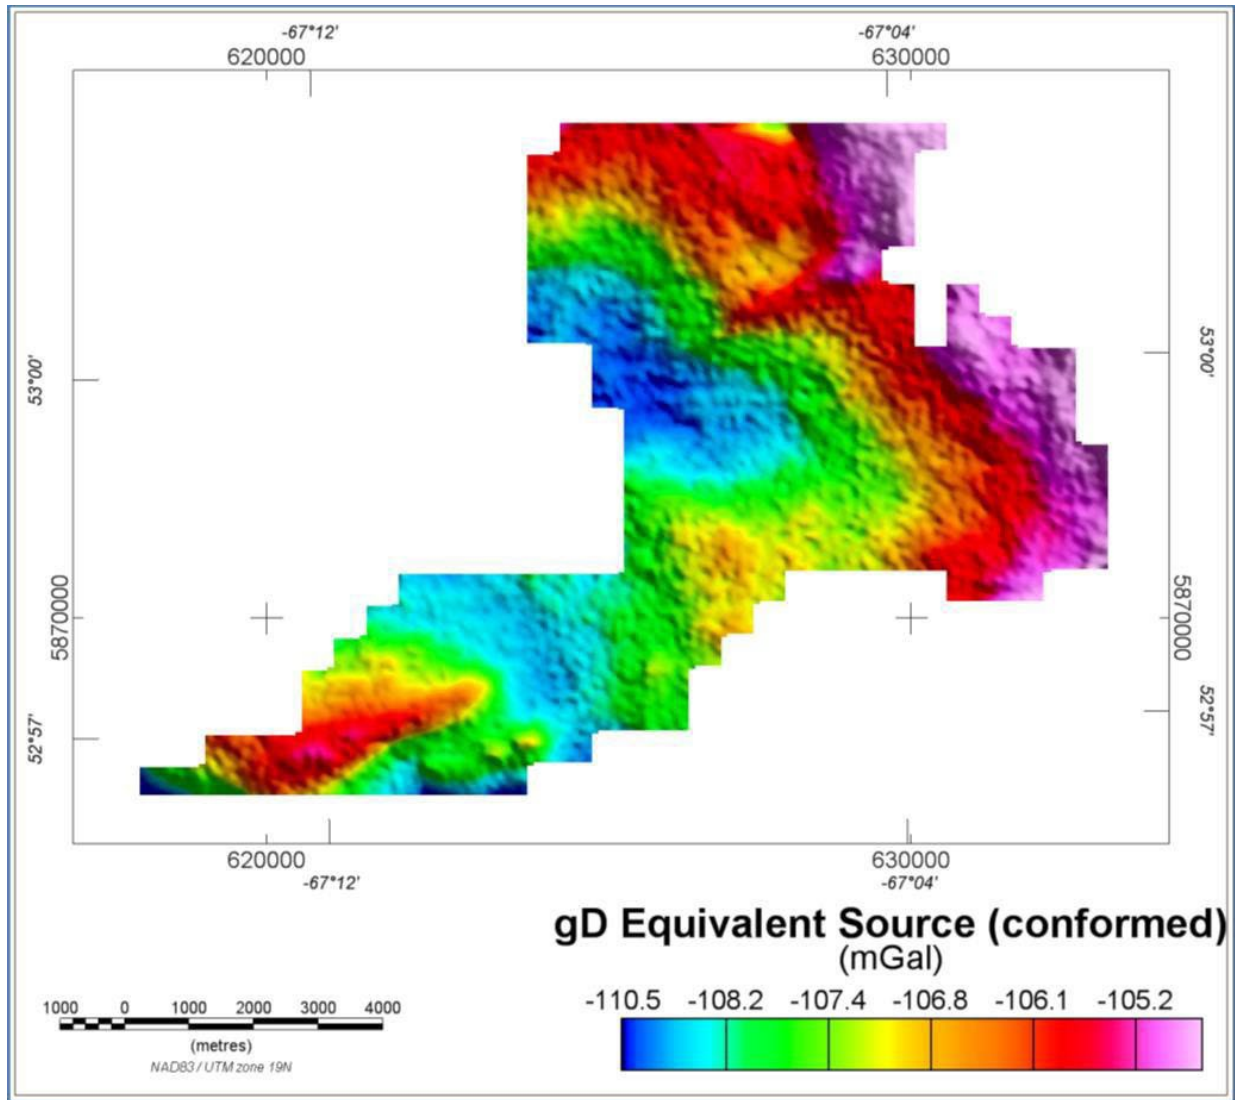 -67°12' -67°04'
620000 630000
53°00' 53°00'
5870000 5870000
52°57' 52°57'
620000 630000
-67°12' -67°04'
gD Equivalent Source (conformed)
(mGal)
-110.5 -108.2 -107.4 -106.8 -106.1 -105.2
1000 0 1000 2000 3000 4000
(metres)
NAD83 / UTM zone 19N